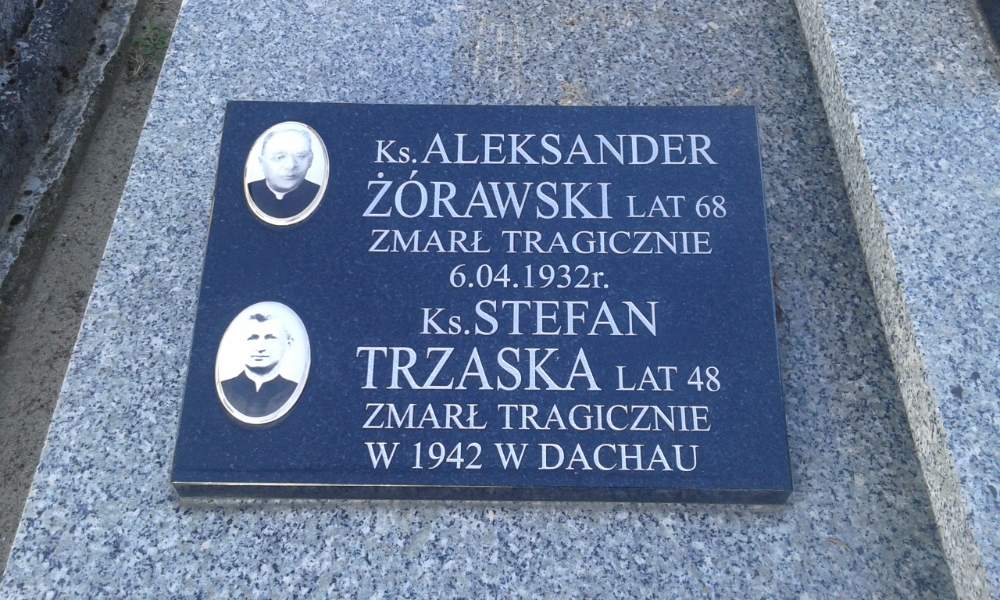 Ks. ALEKSANDER
ŻÓRAWSKI LAT 68
ZMARŁ TRAGICZNIE
6.04.1932r.
Ks. STEFAN
TRZASKA LAT 48
ZMARŁ TRAGICZNIE
W 1942 W DACHAU